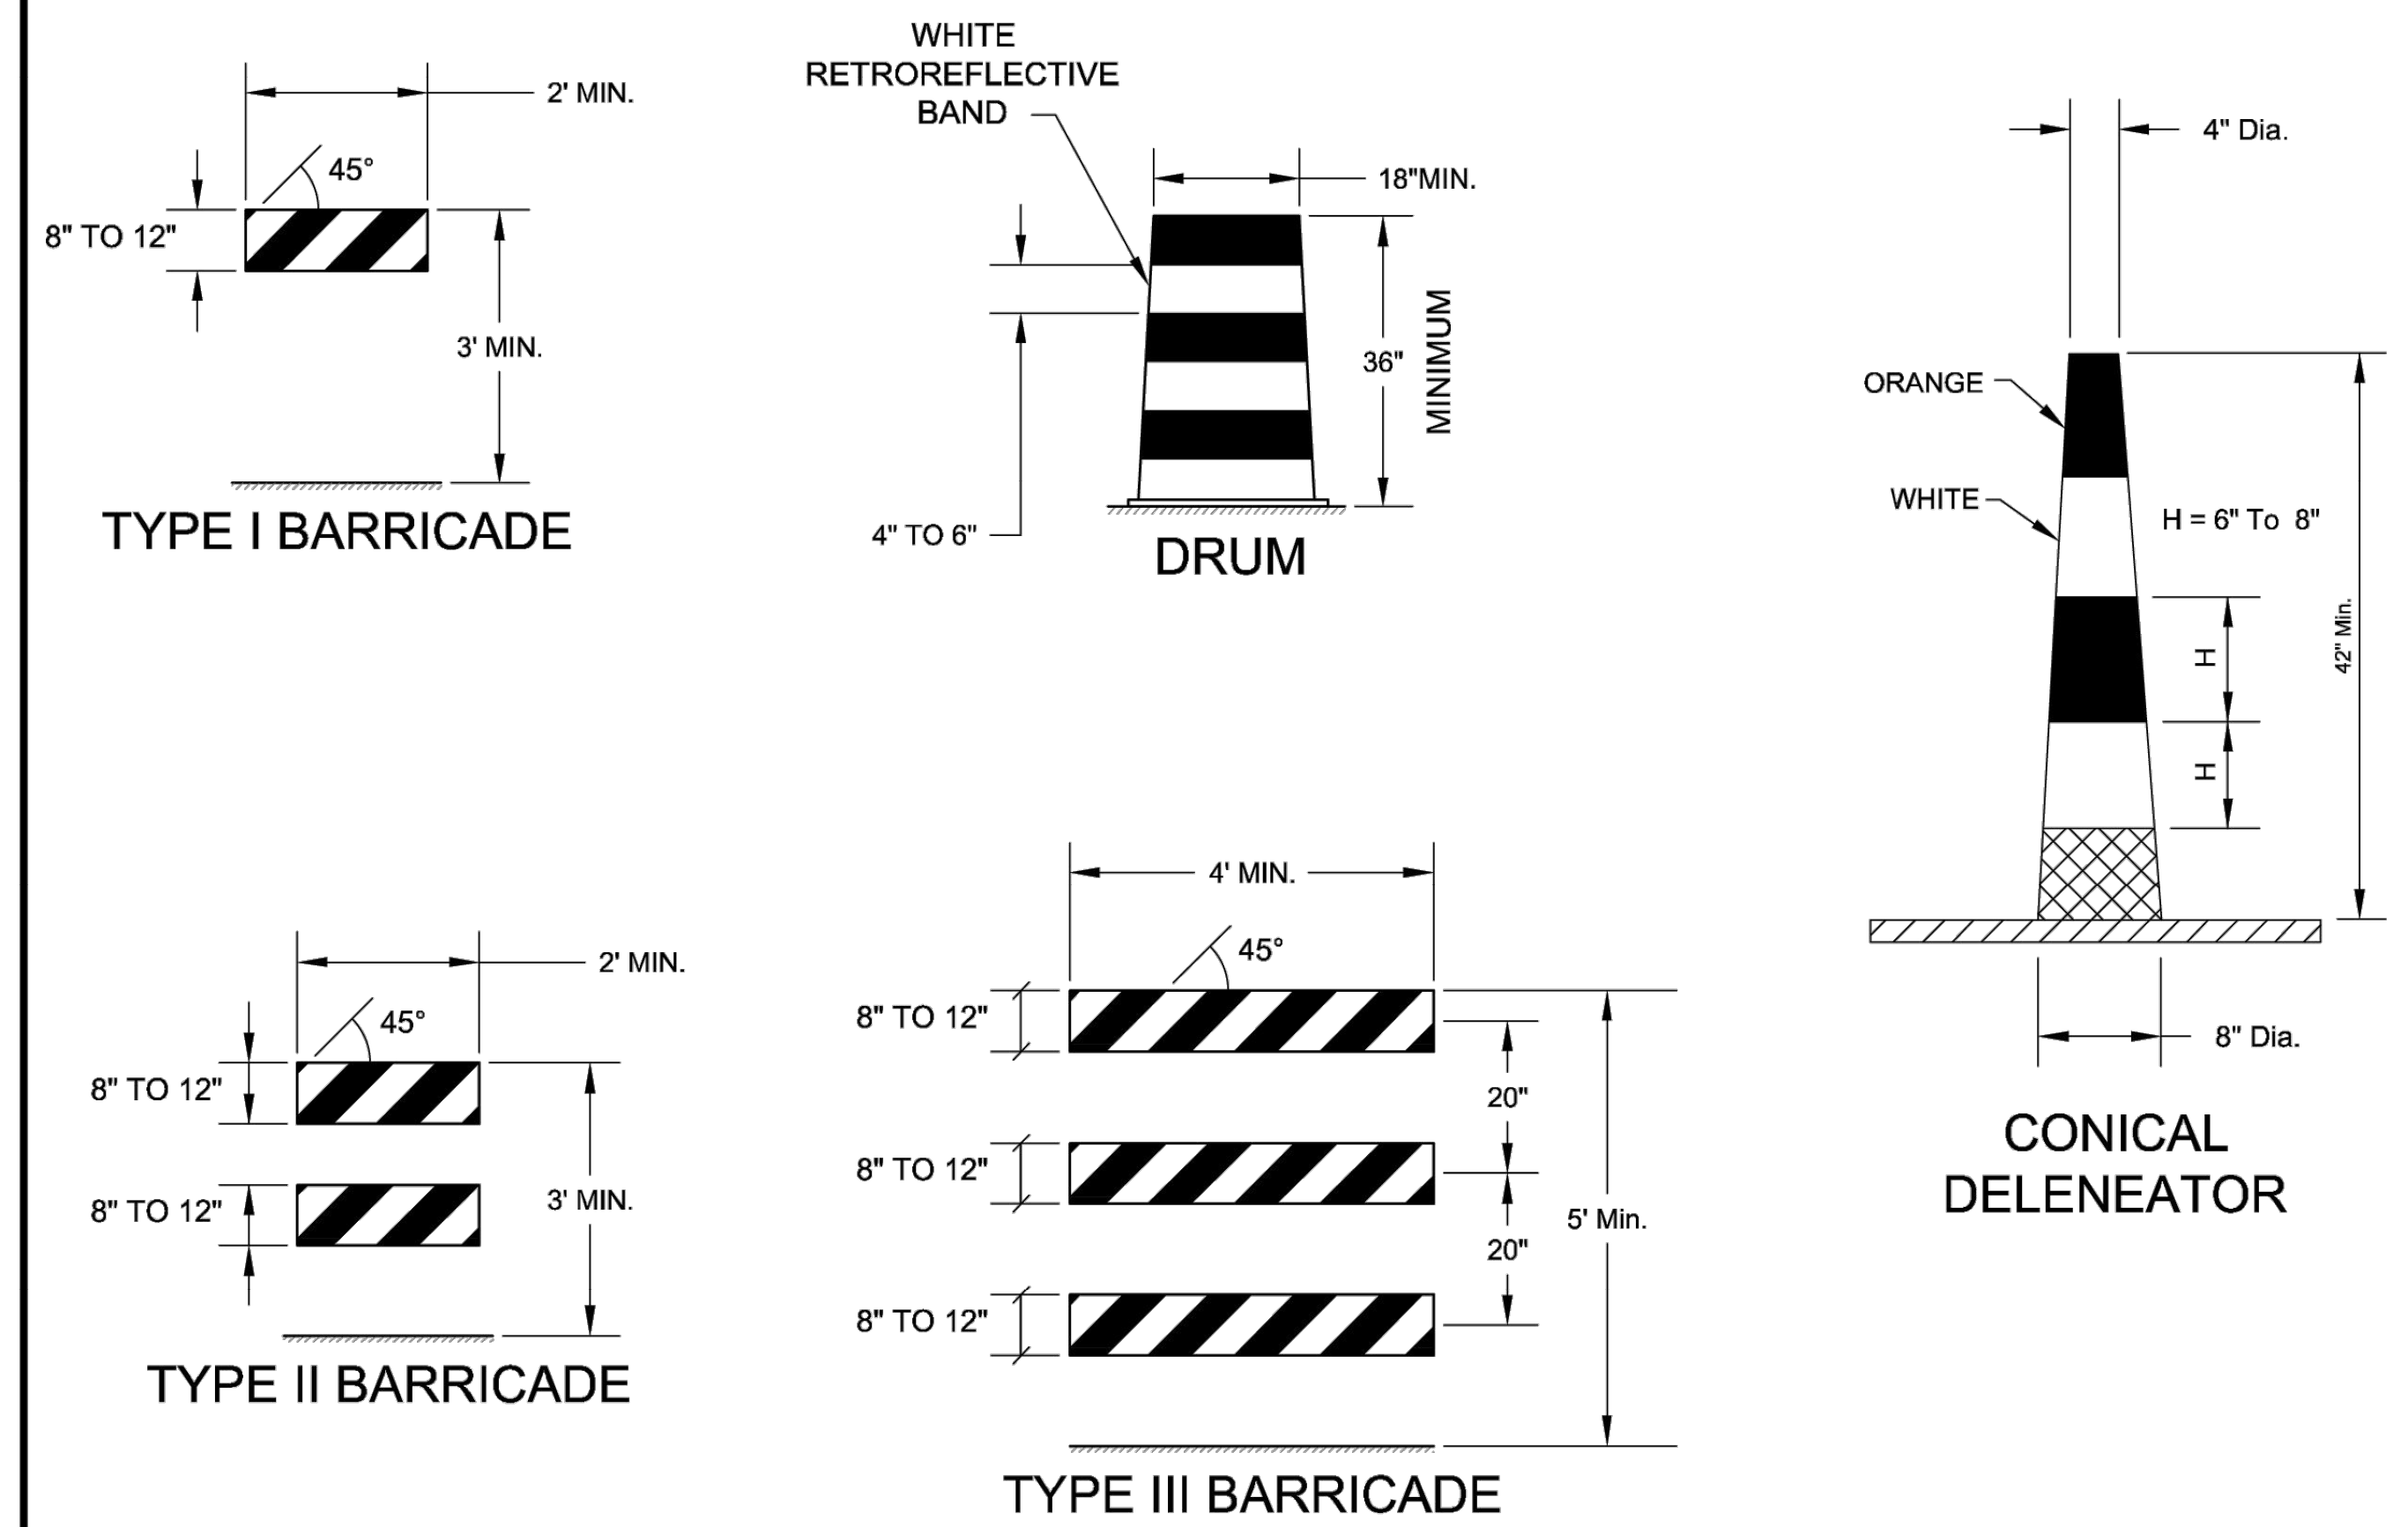 2' MIN.
45°
8" TO 12"
3' MIN.
TYPE I BARRICADE
WHITE
RETROREFLECTIVE
BAND
18"MIN.
36"
MINIMUM
4" TO 6"
DRUM
4" Dia.
ORANGE
WHITE
H = 6" To 8"
H
H
42" Min.
8" Dia.
CONICAL
DELENEATOR
2' MIN.
45°
8" TO 12"
8" TO 12"
3' MIN.
TYPE II BARRICADE
4' MIN.
45°
8" TO 12"
20"
8" TO 12"
20"
8" TO 12"
5' Min.
TYPE III BARRICADE